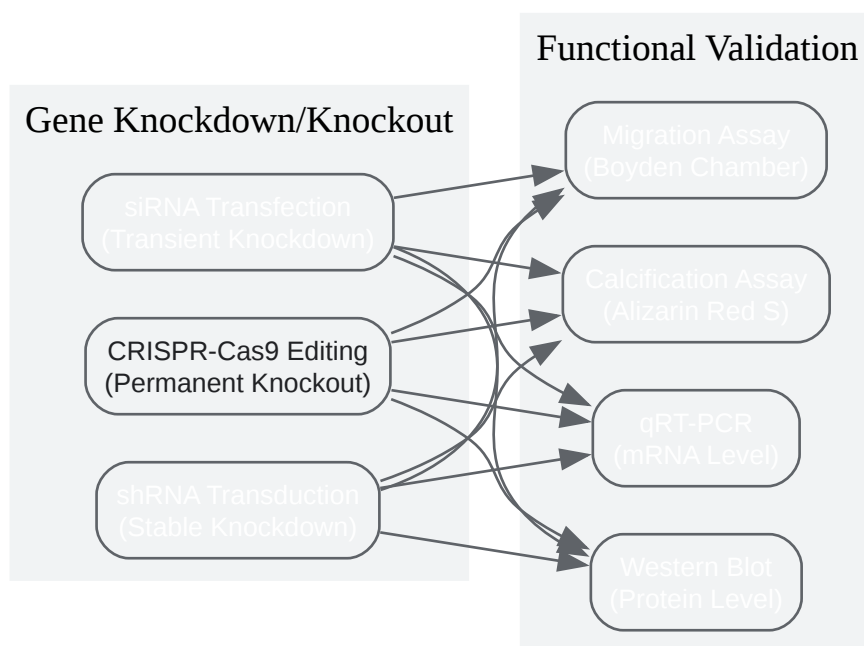 Functional Validation
Gene Knockdown/Knockout
Migration Assay
(Boyden Chamber)
siRNA Transfection
(Transient Knockdown)
Calcification Assay
(Alizarin Red S)
CRISPR-Cas9 Editing
(Permanent Knockout)
qRT-PCR
(mRNA Level)
shRNA Transduction
(Stable Knockdown)
Western Blot
(Protein Level)